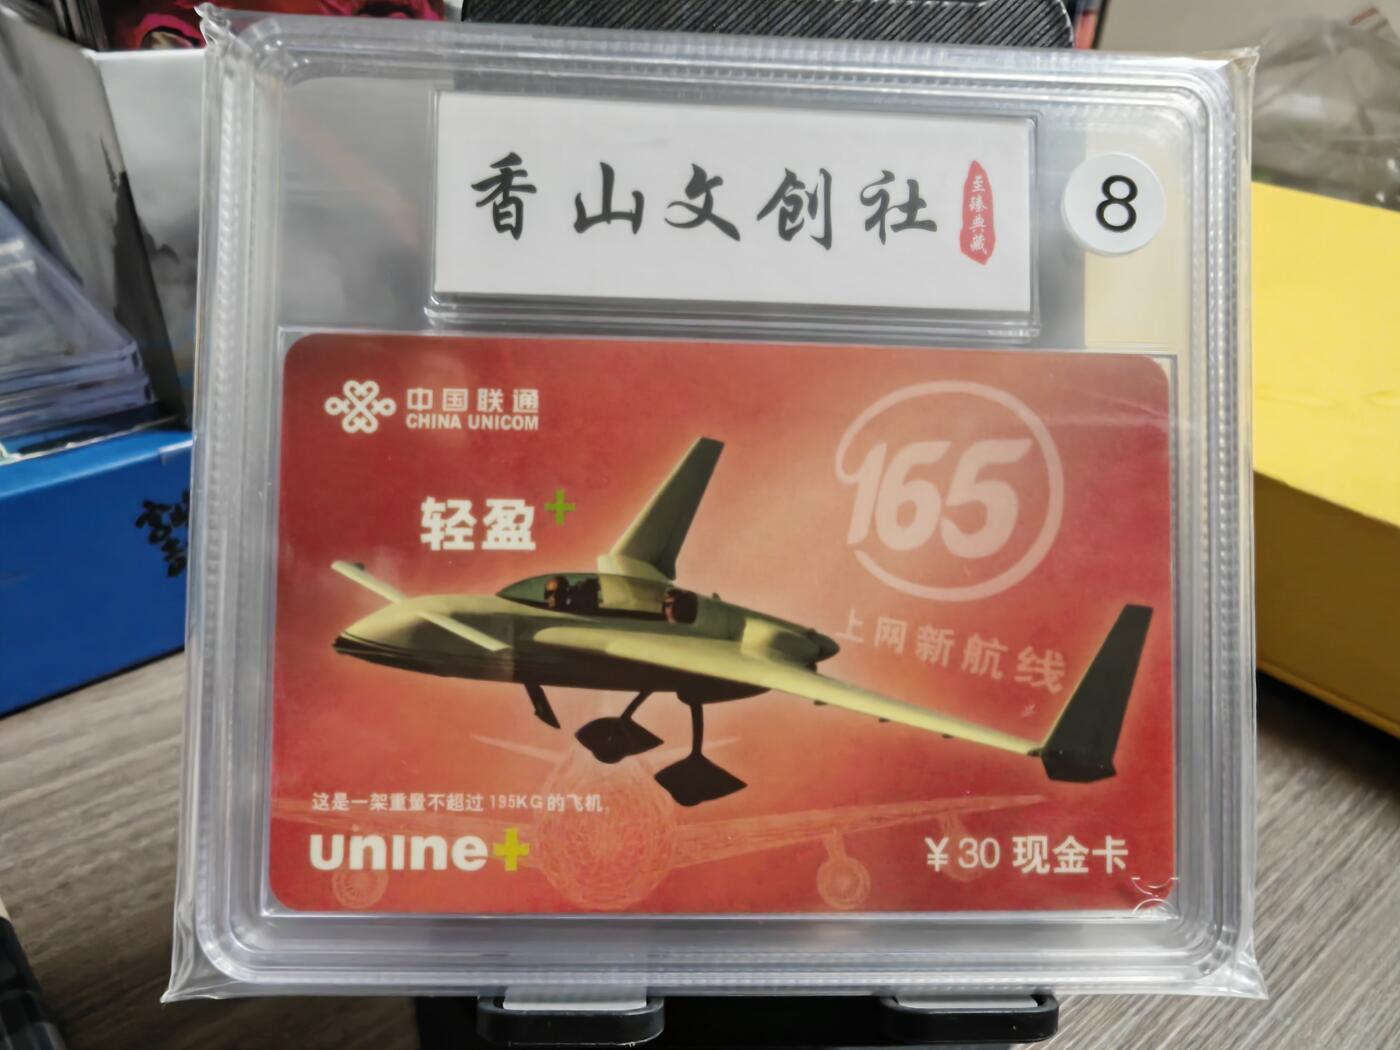 香山文创社
至臻典藏
8
中国联通
CHINA UNICOM
165
轻盈+
上网新航线
这是一架重量不超过195KG的飞机。
unıne+
¥30 现金卡